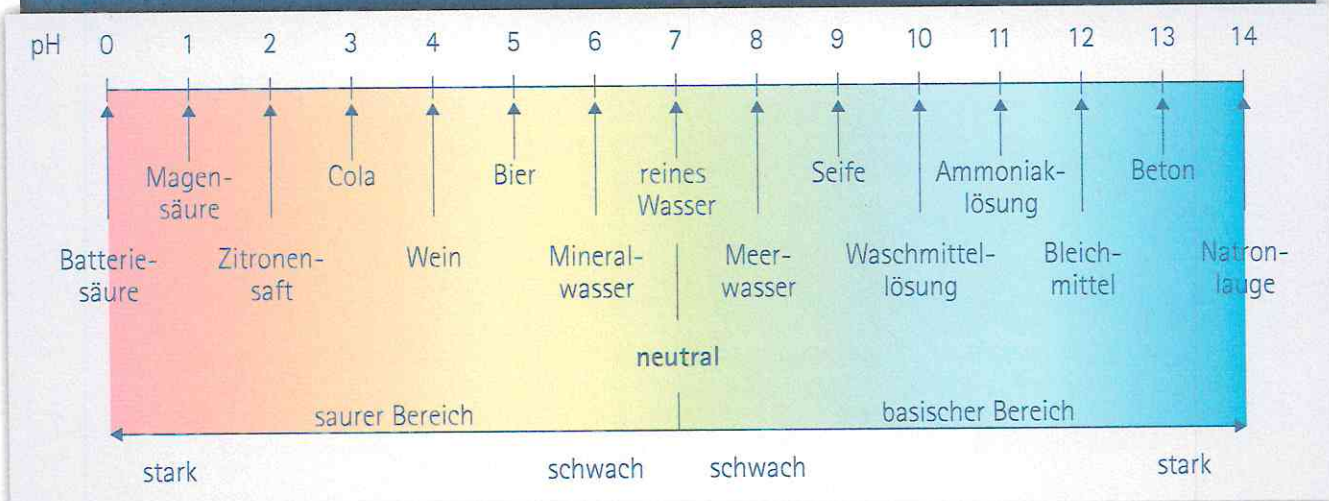 pH 0 1 2 3 4 5 6 7 8 9 10 11 12 13 14
Magen-
säure
Cola
Bier
reines
Wasser
Seife
Ammoniak-
lösung
Beton
Batterie-
säure
Zitronen-
saft
Wein
Mineral-
wasser
Meer-
wasser
Waschmittel-
lösung
Bleich-
mittel
Natron-
lauge
neutral
saurer Bereich
basischer Bereich
stark
schwach
schwach
stark